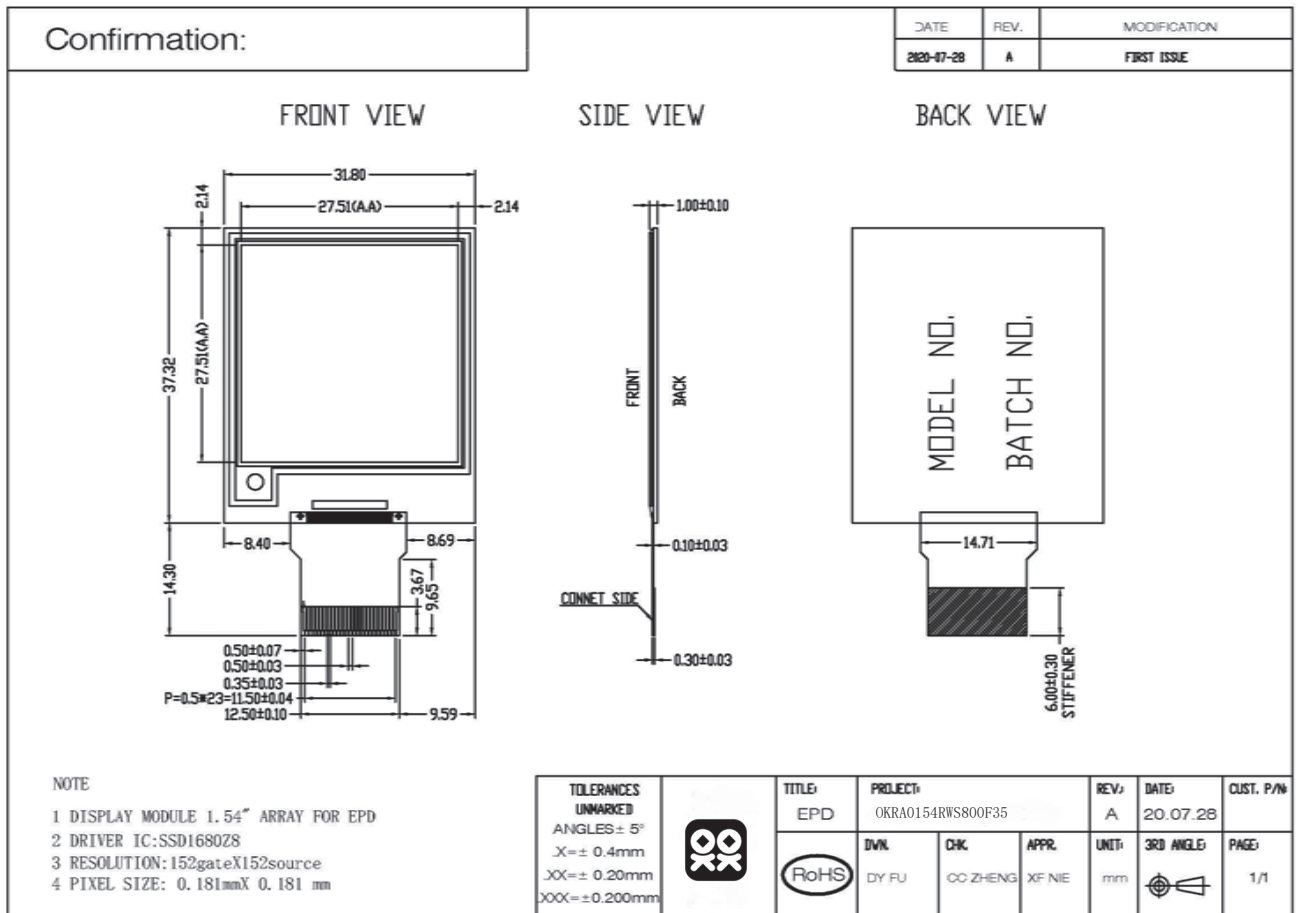 Confirmation:
DATE REV. MODIFICATION
2020-07-28 A FIRST ISSUE
FRONT VIEW SIDE VIEW BACK VIEW
31.80
2.14
27.51(A.A)
2.14
1.00±0.10
37.32
27.51(A.A)
FRONT
BACK
MODEL NO.
BATCH NO.
8.40
8.69
0.10±0.03
14.71
14.30
3.67
9.65
CONNET SIDE
0.50±0.07
0.50±0.03
0.35±0.03
P=0.5*23=11.50±0.04
12.50±0.10
9.59
0.30±0.03
6.00±0.30
STIFFENER
NOTE
1 DISPLAY MODULE 1.54″ ARRAY FOR EPD
2 DRIVER IC:SSD1680Z8
3 RESOLUTION:152gateX152source
4 PIXEL SIZE: 0.181mmX 0.181 mm
TOLERANCES
UNMARKED
ANGLES± 5°
.X=± 0.4mm
.XX=± 0.20mm
.XXX=±0.200mm
TITLE: PROJECT: REV.: DATE: CUST. P/N:
EPD OKRA0154RWS800F35 A 20.07.28
RoHS
DWN. CHK. APPR. UNIT: 3RD ANGLE: PAGE:
DY FU CC ZHENG XF NIE mm 1/1